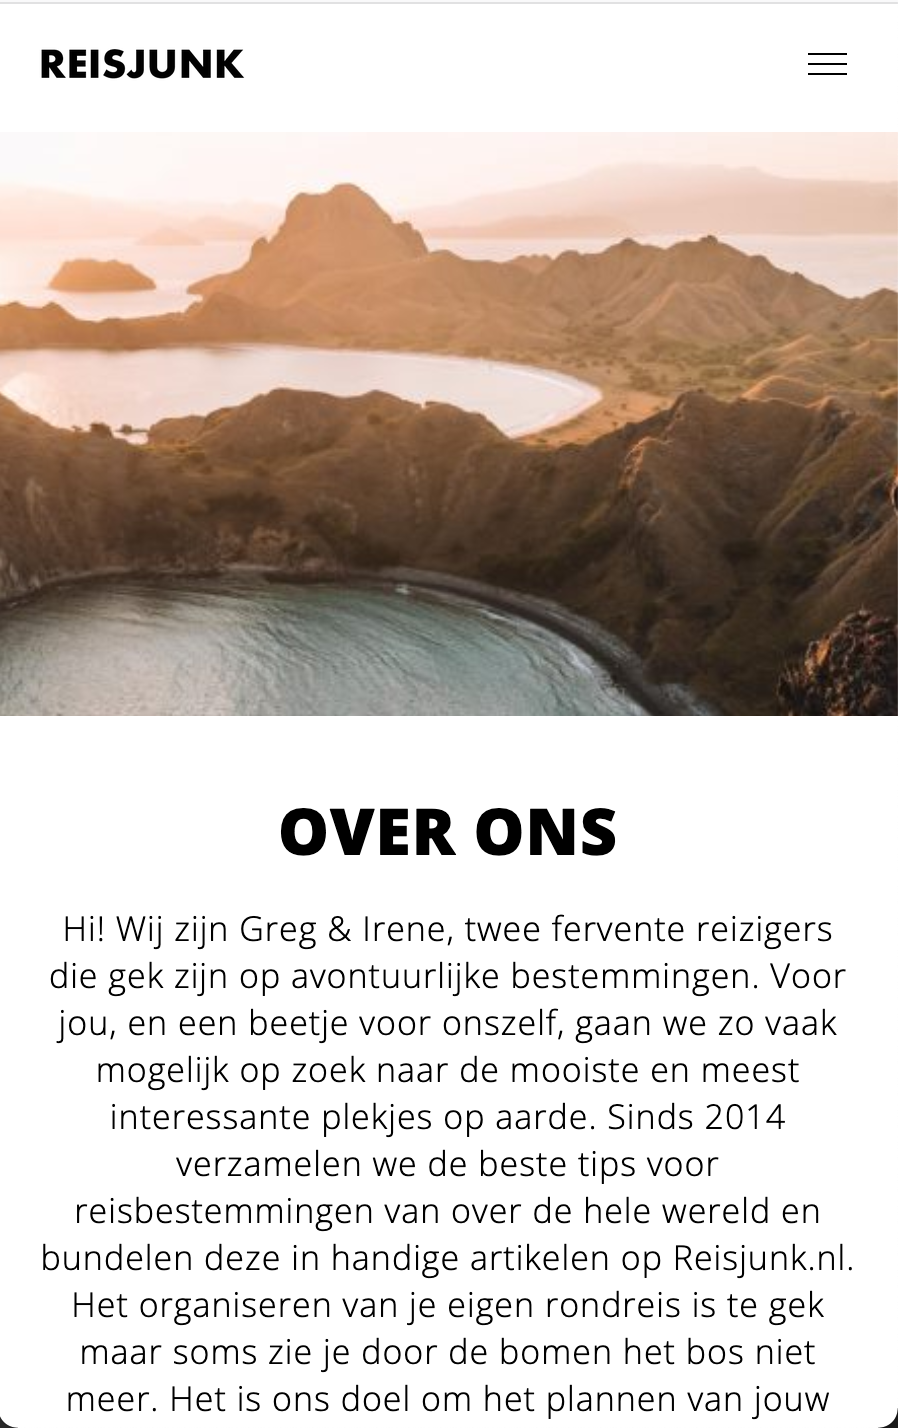 REISJUNK
OVER ONS
Hi! Wij zijn Greg & Irene, twee fervente reizigers
die gek zijn op avontuurlijke bestemmingen. Voor
jou, en een beetje voor onszelf, gaan we zo vaak
mogelijk op zoek naar de mooiste en meest
interessante plekjes op aarde. Sinds 2014
verzamelen we de beste tips voor
reisbestemmingen van over de hele wereld en
bundelen deze in handige artikelen op Reisjunk.nl.
Het organiseren van je eigen rondreis is te gek
maar soms zie je door de bomen het bos niet
meer. Het is ons doel om het plannen van jouw